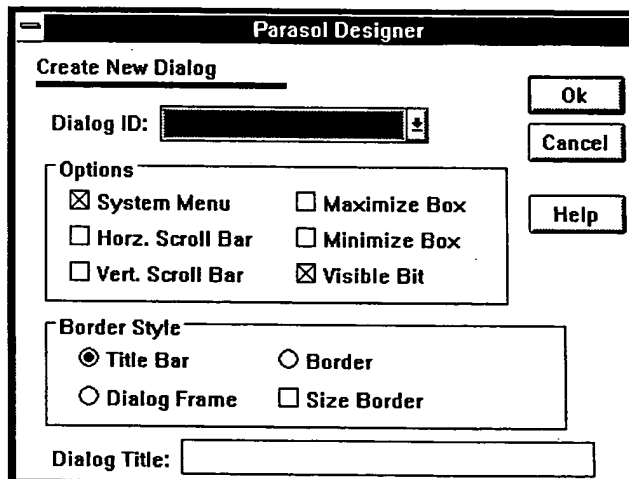 Parasol Designer
Create New Dialog
Ok
Dialog ID:
Cancel
Options
System Menu
Maximize Box
Help
Horz. Scroll Bar
Minimize Box
Vert. Scroll Bar
Visible Bit
Border Style
Title Bar
Border
Dialog Frame
Size Border
Dialog Title: